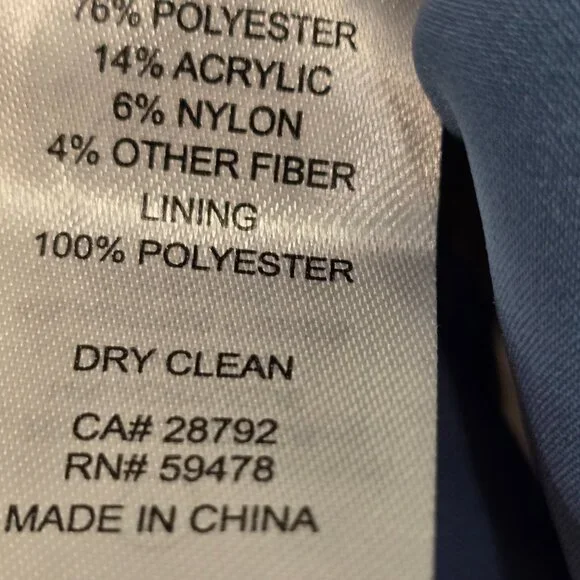 76% POLYESTER
14% ACRYLIC
6% NYLON
4% OTHER FIBER
LINING
100% POLYESTER
DRY CLEAN
CA# 28792
RN# 59478
MADE IN CHINA